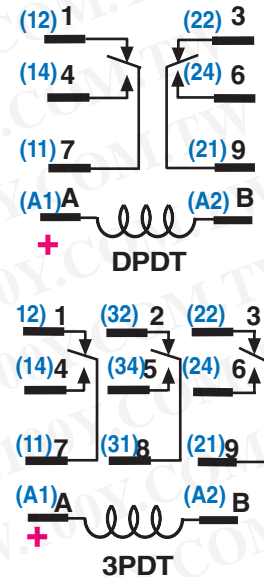 (12) 1 (22) 3
(14) 4 (24) 6
(11) 7 (21) 9
(A1) A (A2) B
+
DPDT
12) 1 (32) 2 (22) 3
(14) 4 (34) 5 (24) 6
(11) 7 (31) 8 (21) 9
(A1) A (A2) B
+
3PDT